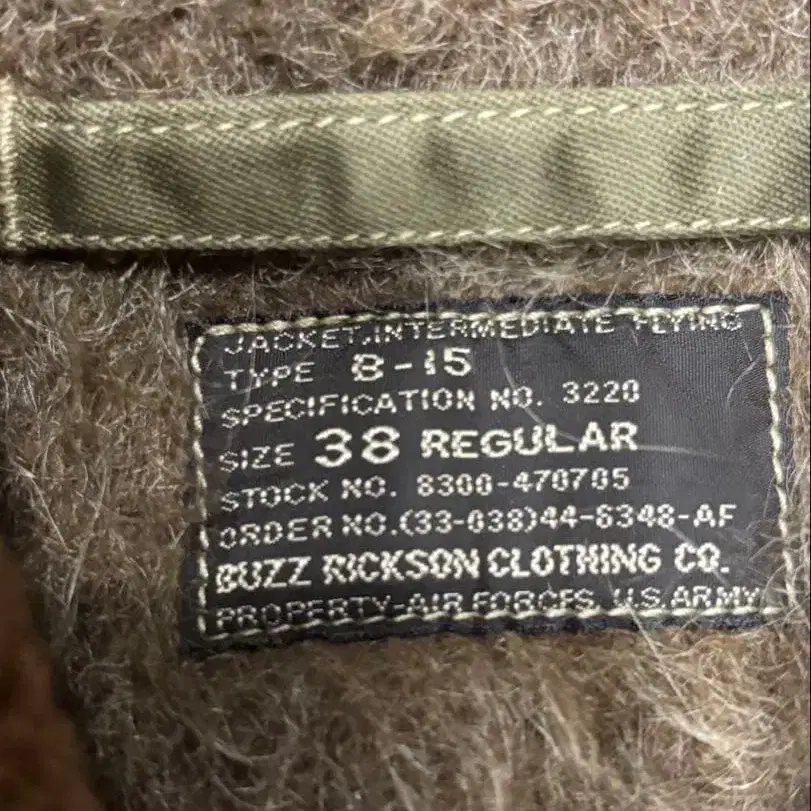 JACKET, INTERMEDIATE FLYING
TYPE B-15
SPECIFICATION NO. 3220
SIZE 38 REGULAR
STOCK NO. 8300-470705
ORDER NO.(33-038)44-6348-AF
BUZZ RICKSON CLOTHING CO.
PROPERTY-AIR FORCES, U.S. ARMY